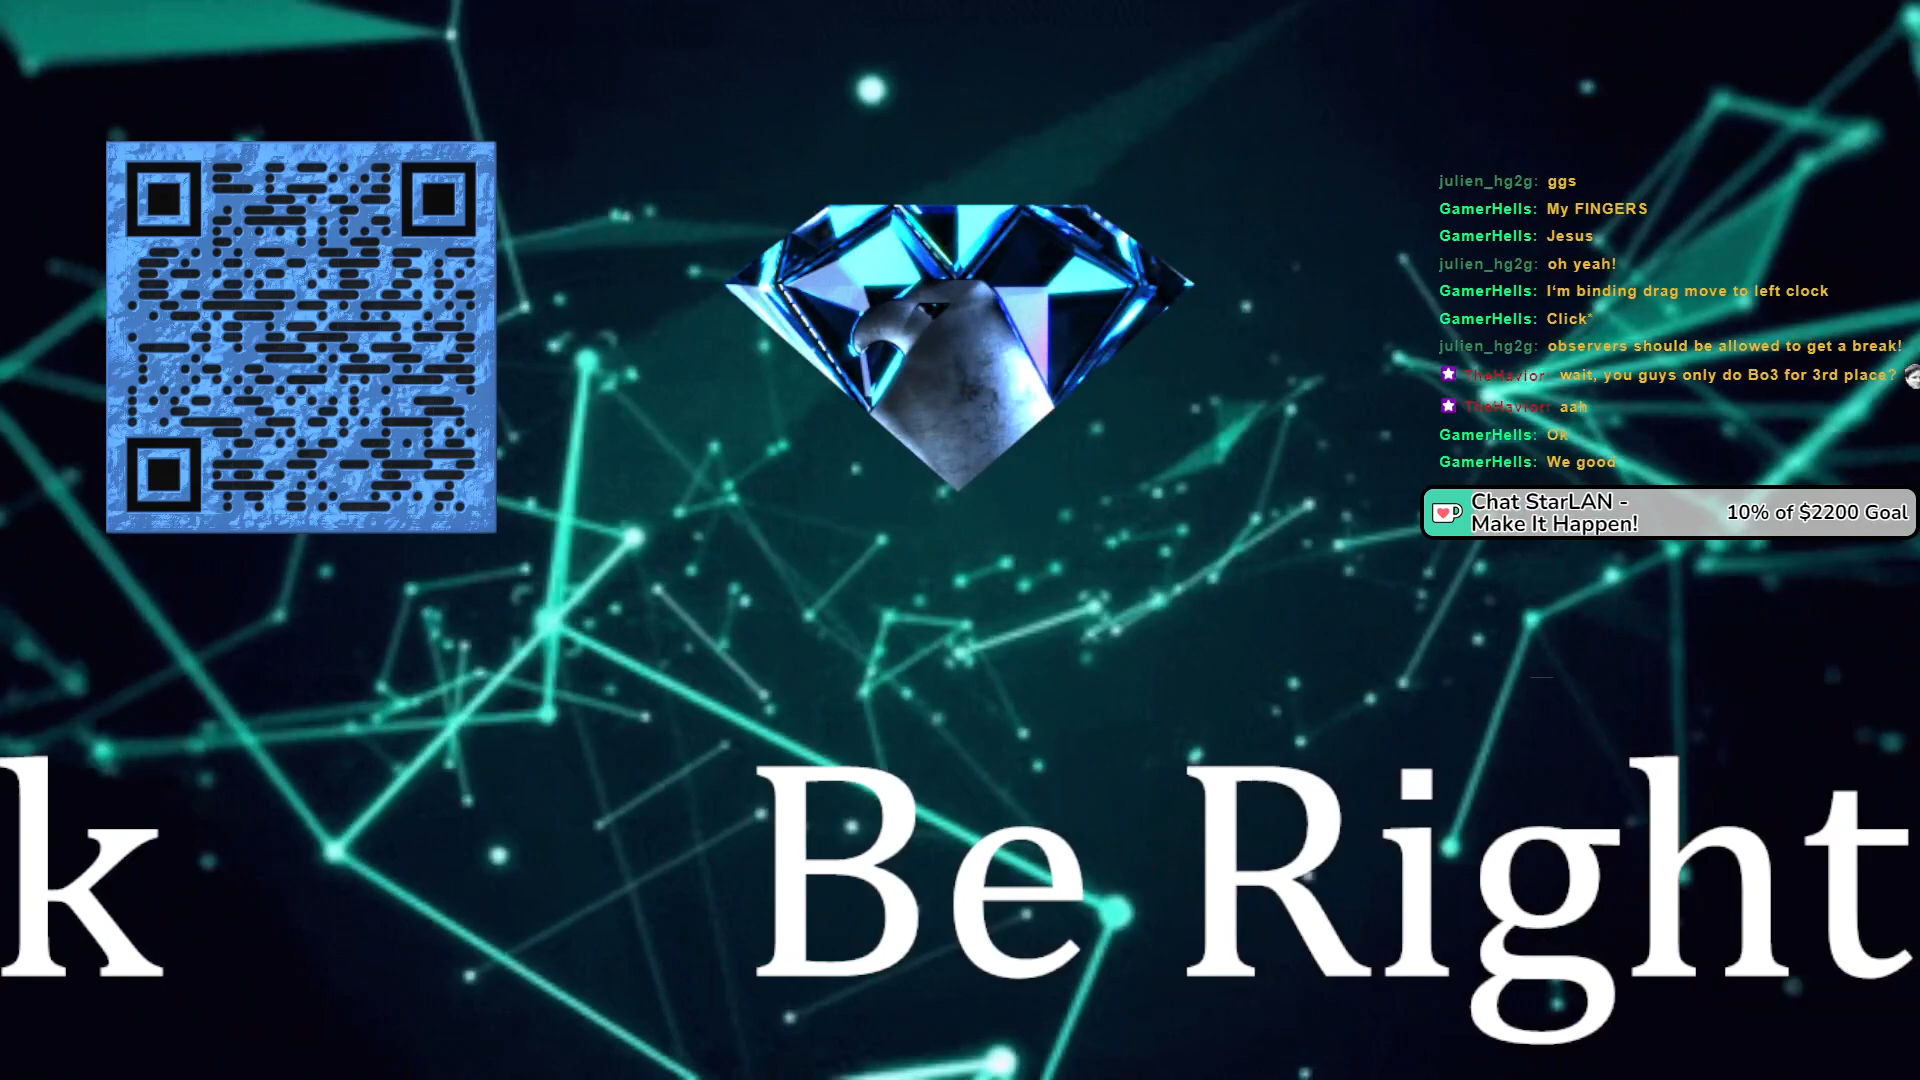 julien_hg2g: ggs
GamerHells: My FINGERS
GamerHells: Jesus
julien_hg2g: oh yeah!
GamerHells: I'm binding drag move to left clock
GamerHells: Click*
julien_hg2g: observers should be allowed to get a break!
TheHavior: wait, you guys only do Bo3 for 3rd place?
TheHavior: aah
GamerHells: Ok
GamerHells: We good
Chat StarLAN -
Make It Happen!
10% of $2200 Goal
k Be Right